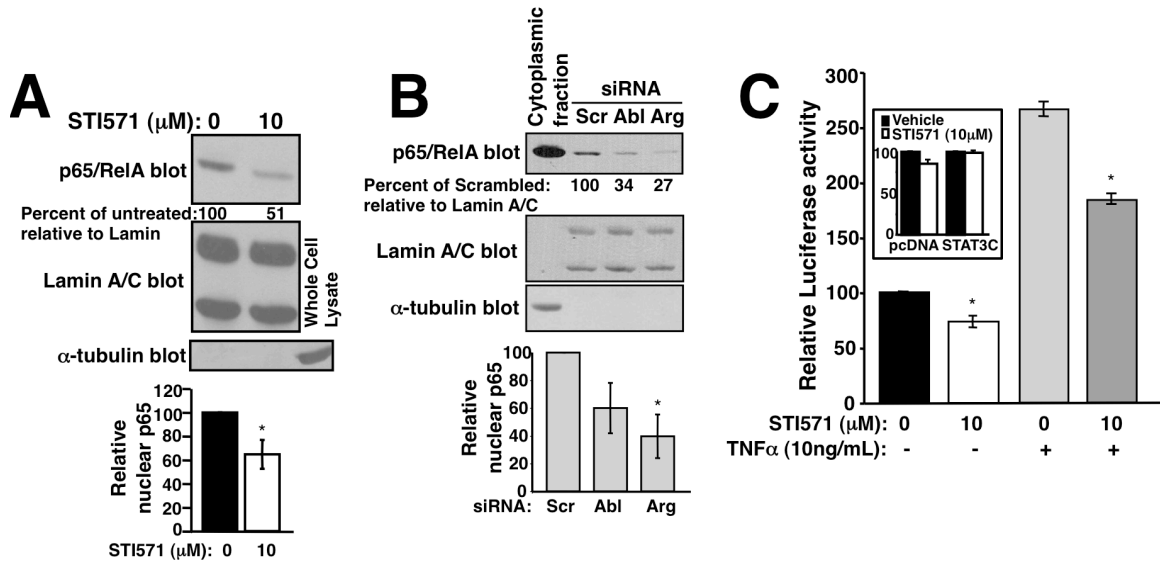 A
STI571 (µM): 0 10
p65/RelA blot
Percent of untreated: 100 51
relative to Lamin
Lamin A/C blot
Whole Cell
Lysate
α-tubulin blot
Relative
nuclear p65
120
100
80
60
40
20
0
*
STI571 (µM): 0 10
B
Cytoplasmic
fraction
siRNA
Scr Abl Arg
p65/RelA blot
Percent of Scrambled: 100 34 27
relative to Lamin A/C
Lamin A/C blot
α-tubulin blot
Relative
nuclear p65
100
80
60
40
20
0
*
siRNA: Scr Abl Arg
C
Relative Luciferase activity
300
250
200
150
100
50
0
Vehicle
STI571 (10µM)
100
50
0
pcDNA STAT3C
*
*
STI571 (µM): 0 10 0 10
TNFα (10ng/mL): - - + +